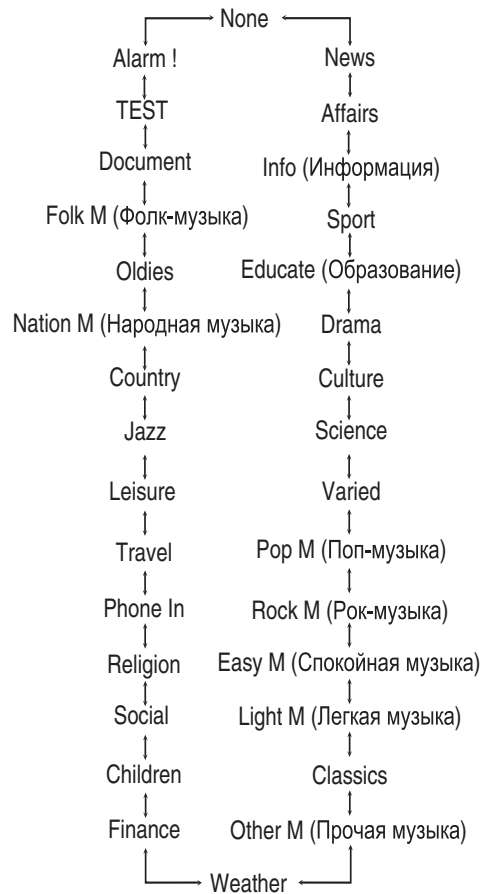 None
Alarm !
News
TEST
Affairs
Document
Info (Информация)
Folk M (Фолк-музыка)
Sport
Oldies
Educate (Образование)
Nation M (Народная музыка)
Drama
Country
Culture
Jazz
Science
Leisure
Varied
Travel
Pop M (Поп-музыка)
Phone In
Rock M (Рок-музыка)
Religion
Easy M (Спокойная музыка)
Social
Light M (Легкая музыка)
Children
Classics
Finance
Other M (Прочая музыка)
Weather